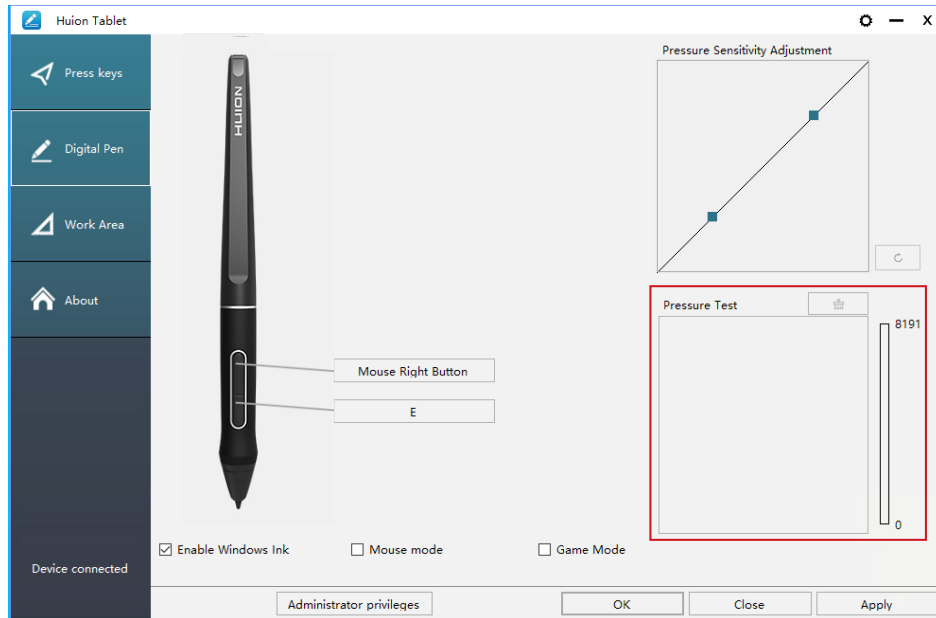 Huion Tablet
Press keys
Digital Pen
Work Area
About
Device connected
HUION
Mouse Right Button
E
Enable Windows Ink
Mouse mode
Game Mode
Pressure Sensitivity Adjustment
Pressure Test
8191
0
Administrator privileges
OK
Close
Apply